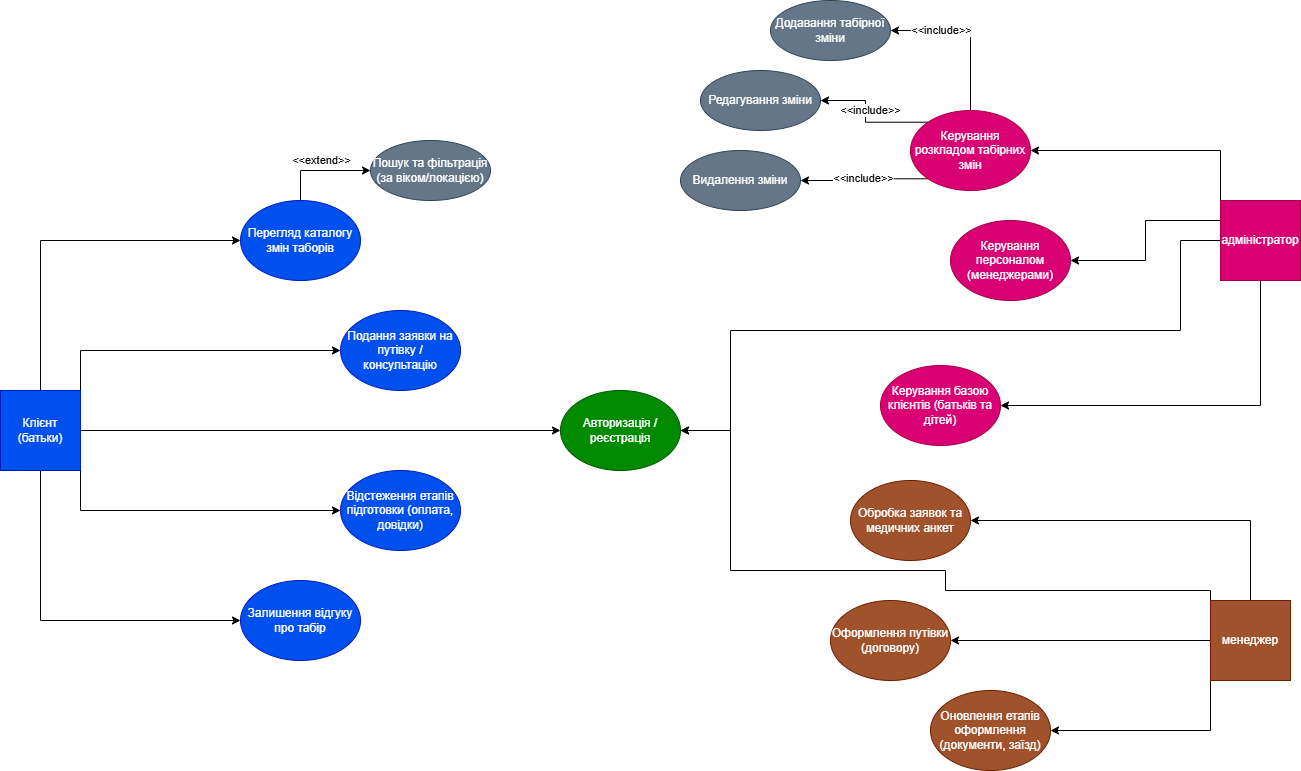 Додавання табірної
зміни
<<include>>
Редагування зміни
<<include>>
Керування
розкладом табірних
змін
Видалення зміни
<<include>>
<<extend>>
Пошук та фільтрація
(за віком/локацією)
Перегляд каталогу
змін таборів
адміністратор
Керування
персоналом
(менеджерами)
Подання заявки на
путівку /
консультацію
Керування базою
клієнтів (батьків та
дітей)
Клієнт
(батьки)
Авторизація /
реєстрація
Відстеження етапів
підготовки (оплата,
довідки)
Обробка заявок та
медичних анкет
Залишення відгуку
про табір
Оформлення путівки
(договору)
менеджер
Оновлення етапів
оформлення
(документи, заїзд)